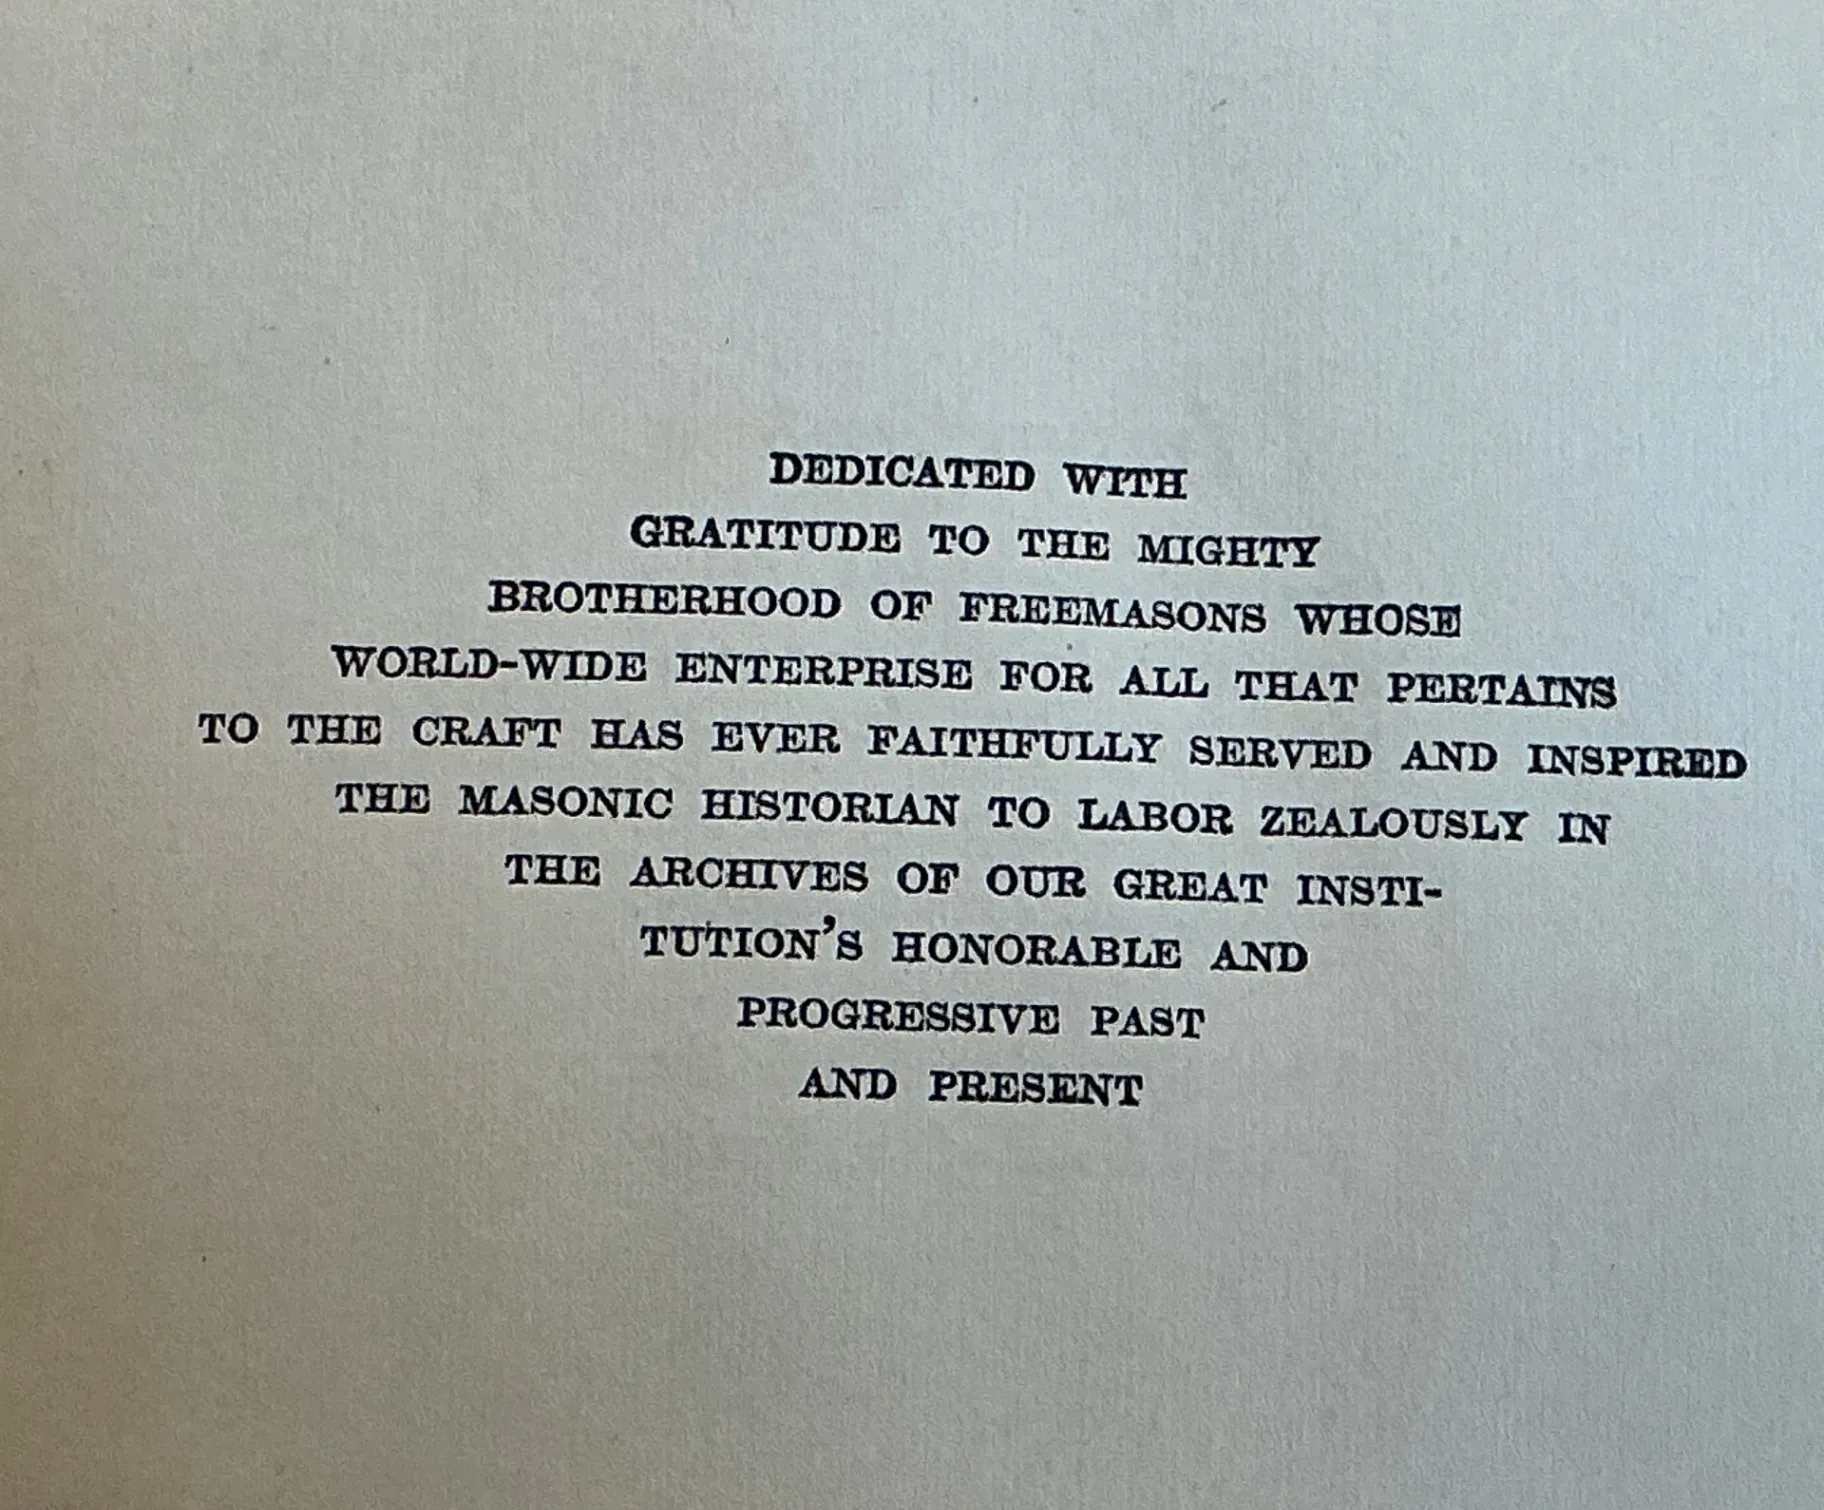 DEDICATED WITH
GRATITUDE TO THE MIGHTY
BROTHERHOOD OF FREEMASONS WHOSE
WORLD-WIDE ENTERPRISE FOR ALL THAT PERTAINS
TO THE CRAFT HAS EVER FAITHFULLY SERVED AND INSPIRED
THE MASONIC HISTORIAN TO LABOR ZEALOUSLY IN
THE ARCHIVES OF OUR GREAT INSTI-
TUTION'S HONORABLE AND
PROGRESSIVE PAST
AND PRESENT